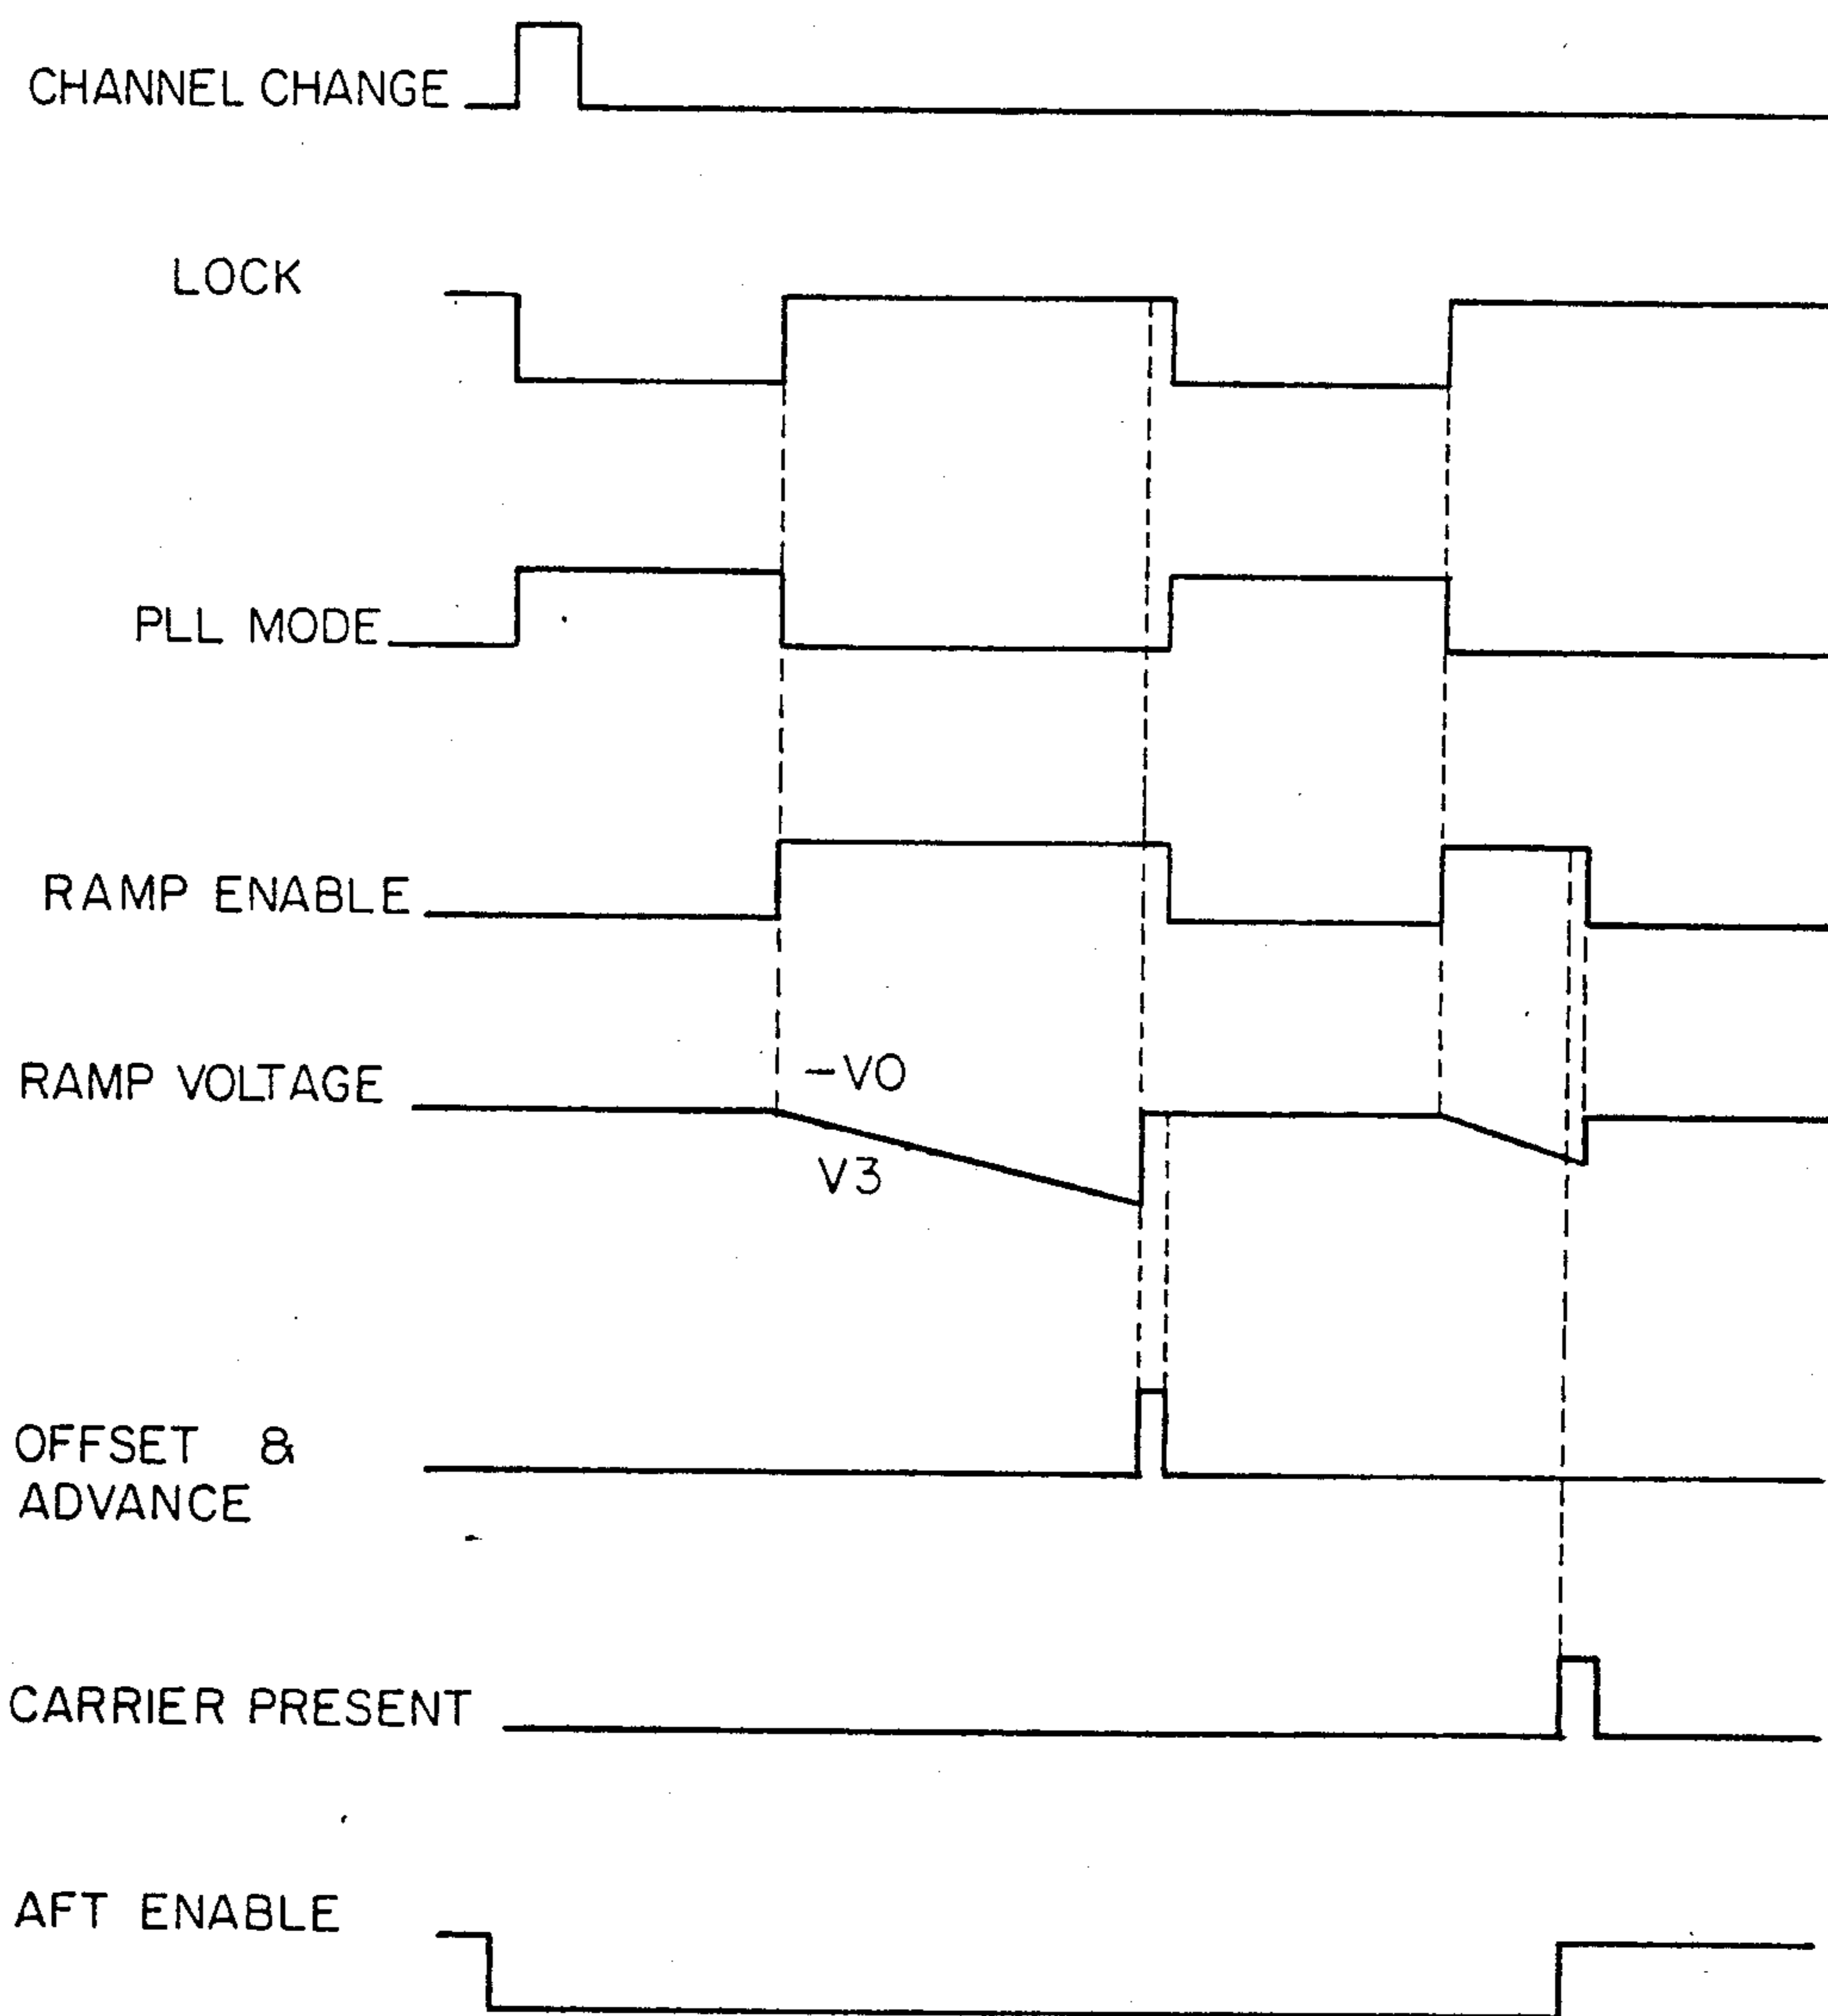 CHANNEL CHANGE
LOCK
PLL MODE
RAMP ENABLE
RAMP VOLTAGE
-VO
V3
OFFSET &
ADVANCE
CARRIER PRESENT
AFT ENABLE